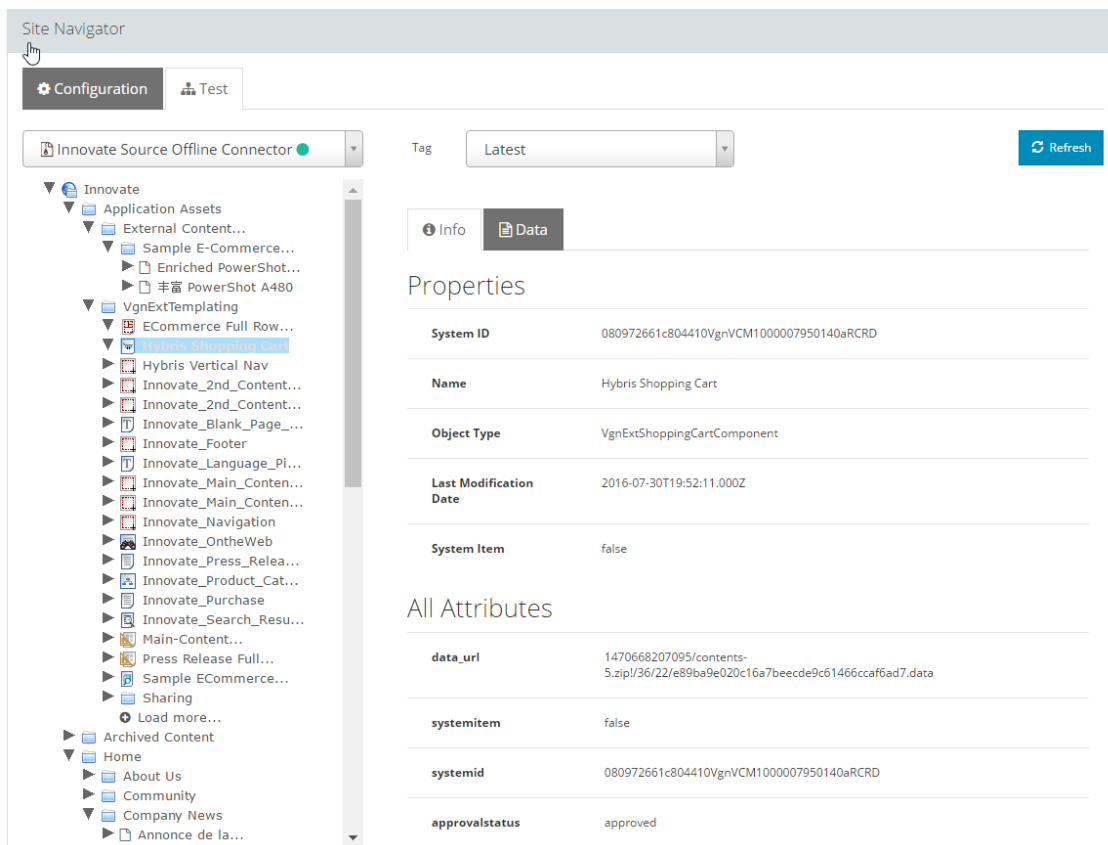 Site Navigator
Configuration
Test
Innovate Source Offline Connector
Tag
Latest
Refresh
Innovate
Application Assets
External Content...
Sample E-Commerce...
Enriched PowerShot...
丰富 PowerShot A480
VgnExtTemplating
ECommerce Full Row...
Hybris Shopping Cart
Hybris Vertical Nav
Innovate_2nd_Content...
Innovate_2nd_Content...
Innovate_Blank_Page_...
Innovate_Footer
Innovate_Language_Pi...
Innovate_Main_Conten...
Innovate_Main_Conten...
Innovate_Navigation
Innovate_OntheWeb
Innovate_Press_Relea...
Innovate_Product_Cat...
Innovate_Purchase
Innovate_Search_Resu...
Main-Content...
Press Release Full...
Sample ECommerce...
Sharing
Load more...
Archived Content
Home
About Us
Community
Company News
Annonce de la...
Info
Data
Properties
System ID 080972661c804410VgnVCM1000007950140aRCRD
Name Hybris Shopping Cart
Object Type VgnExtShoppingCartComponent
Last Modification 2016-07-30T19:52:11.000Z
Date
System Item false
All Attributes
data_url 1470668207095/contents-
5.zip!/36/22/e89ba9e020c16a7beecde9c61466ccaf6ad7.data
systemitem false
systemid 080972661c804410VgnVCM1000007950140aRCRD
approvalstatus approved